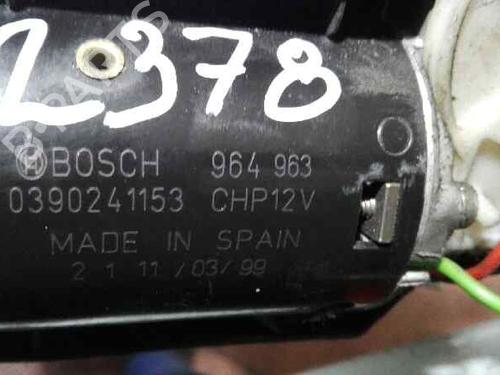 2378
BOSCH 964 963
0390241153 CHP12V
MADE IN SPAIN
2 1 11/03/99